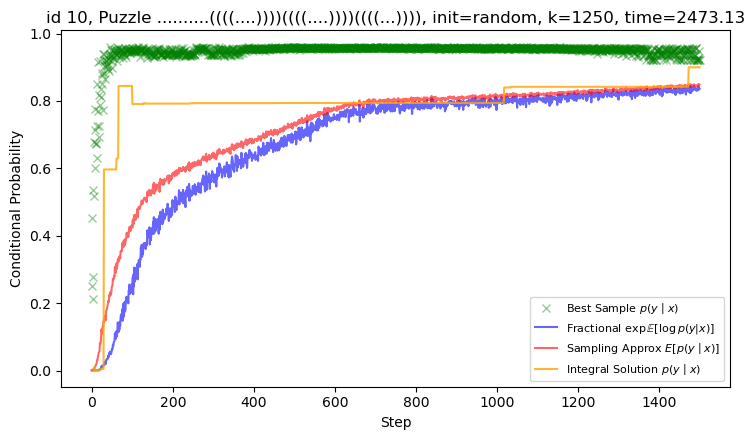 id 10, Puzzle ..........((((....))))((((....))))((((...)))), init=random, k=1250, time=2473.13
Conditional Probability
1.0
0.8
0.6
0.4
0.2
0.0
Best Sample p(y | x)
Fractional exp𝔼[log p(y|x)]
Sampling Approx E[p(y | x)]
Integral Solution p(y | x)
0 200 400 600 800 1000 1200 1400
Step